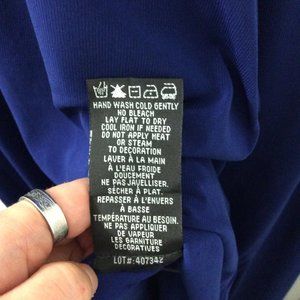 HAND WASH COLD GENTLY
NO BLEACH
LAY FLAT TO DRY
COOL IRON IF NEEDED
DO NOT APPLY HEAT
OR STEAM
TO DECORATION
LAVER À LA MAIN
À L'EAU FROIDE
DOUCEMENT
NE PAS JAVELLISER.
SÉCHER À PLAT.
REPASSER À L'ENVERS
À BASSE
TEMPÉRATURE AU BESOIN.
NE PAS APPLIQUER
DE VAPEUR
LES GARNITURE
DECORATIVES
LOT#: 407342